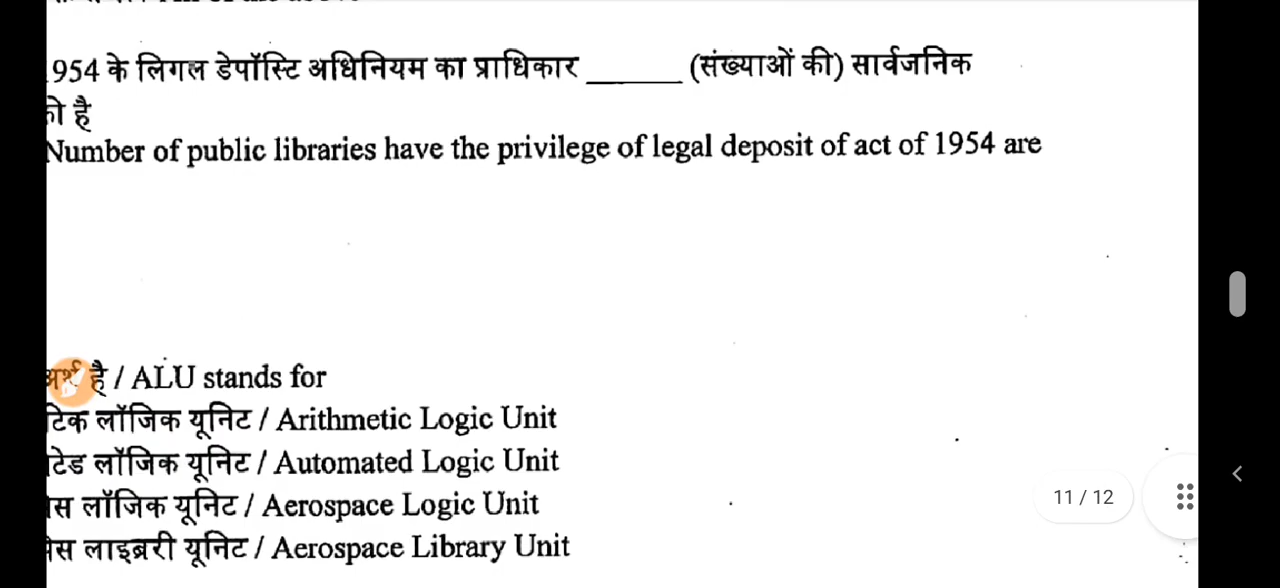 954 के लिगल डेपॉस्टि अधिनियम का प्राधिकार ______ (संख्याओं की) सार्वजनिक
है
Number of public libraries have the privilege of legal deposit of act of 1954 are
है / ALU stands for
टिक लॉजिक यूनिट / Arithmetic Logic Unit
टेड लॉजिक यूनिट / Automated Logic Unit
स लॉजिक यूनिट / Aerospace Logic Unit
स लाइब्ररी यूनिट / Aerospace Library Unit
11 / 12